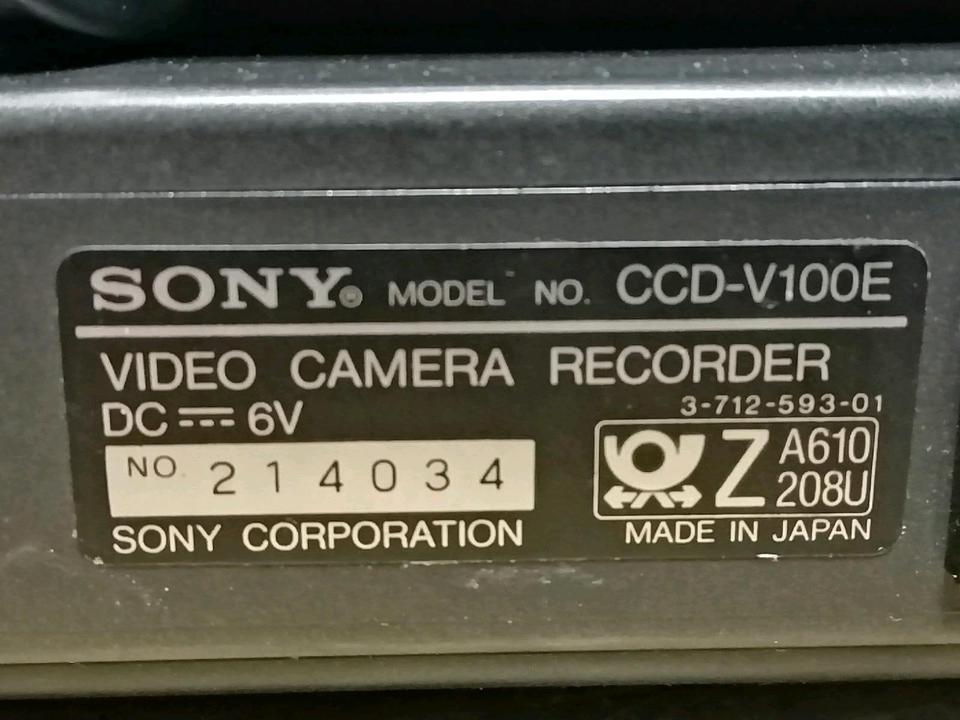 SONY® MODEL NO. CCD-V100E
VIDEO CAMERA RECORDER
DC 6V
3-712-593-01
NO. 214034
Z A610 208U
SONY CORPORATION
MADE IN JAPAN